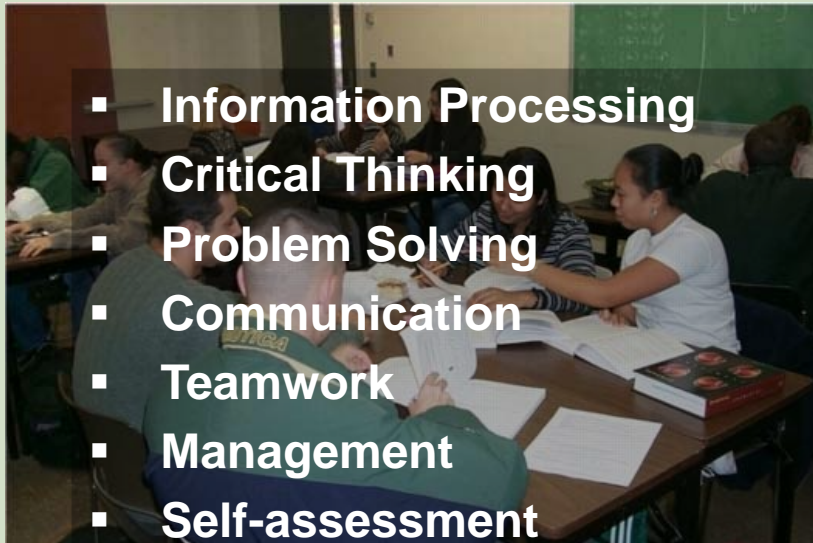 ▪ Information Processing
▪ Critical Thinking
▪ Problem Solving
▪ Communication
▪ Teamwork
▪ Management
▪ Self-assessment